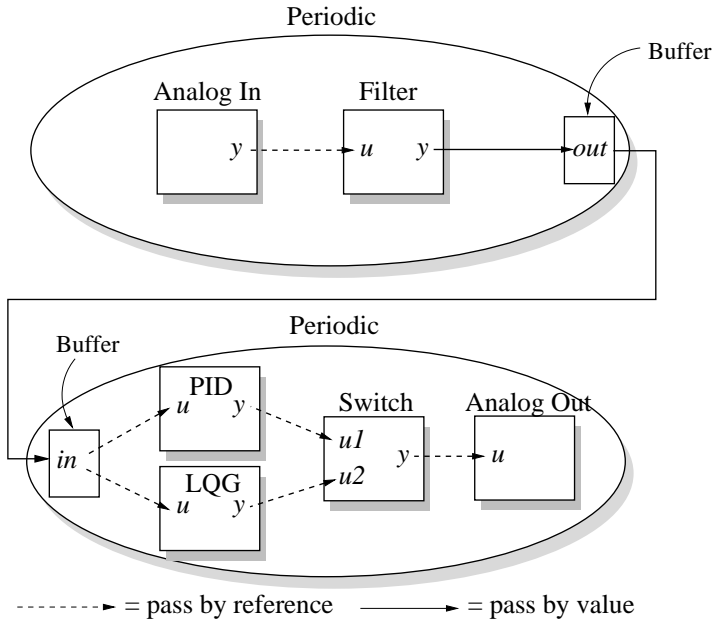 Periodic
Buffer
Analog In
Filter
y
u
y
out
Periodic
Buffer
PID
u
y
Switch
Analog Out
in
u1
u2
y
u
LQG
u
y
= pass by reference
= pass by value